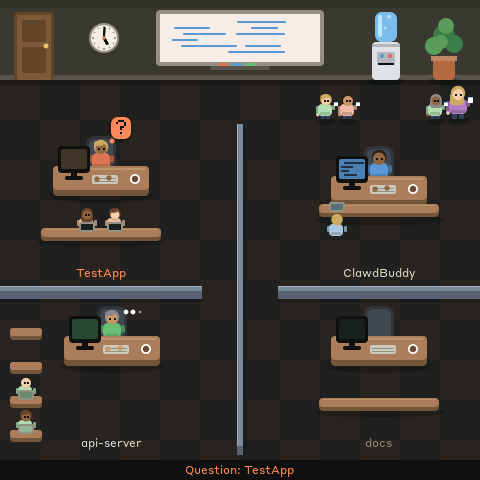 ?
TestApp
ClawdBuddy
api-server
docs
Question: TestApp